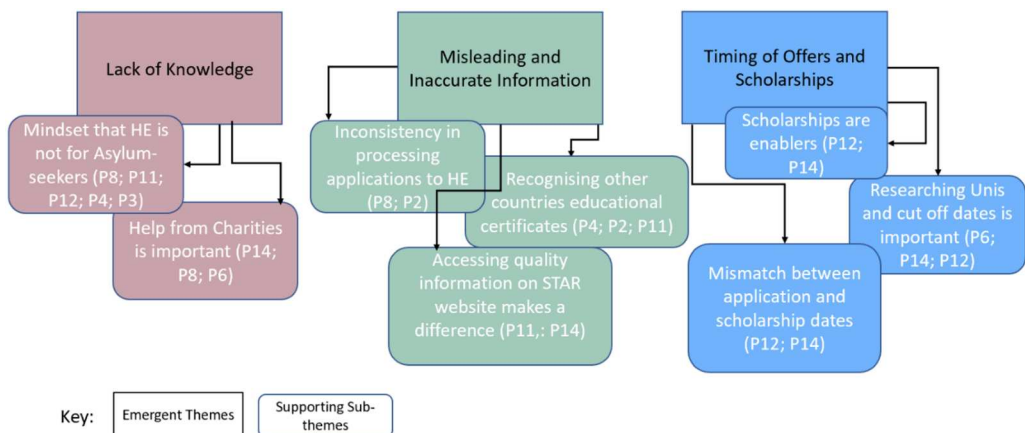 Lack of Knowledge
Mindset that HE is
not for Asylum-
seekers (P8; P11;
P12; P4; P3)
Help from Charities
is important (P14;
P8; P6)
Misleading and
Inaccurate Information
Inconsistency in
processing
applications to HE
(P8; P2)
Recognising other
countries educational
certificates (P4; P2; P11)
Accessing quality
information on STAR
website makes a
difference (P11,: P14)
Timing of Offers and
Scholarships
Scholarships are
enablers (P12;
P14)
Researching Unis
and cut off dates is
important (P6;
P14; P12)
Mismatch between
application and
scholarship dates
(P12; P14)
Key:
Emergent Themes
Supporting Sub-
themes